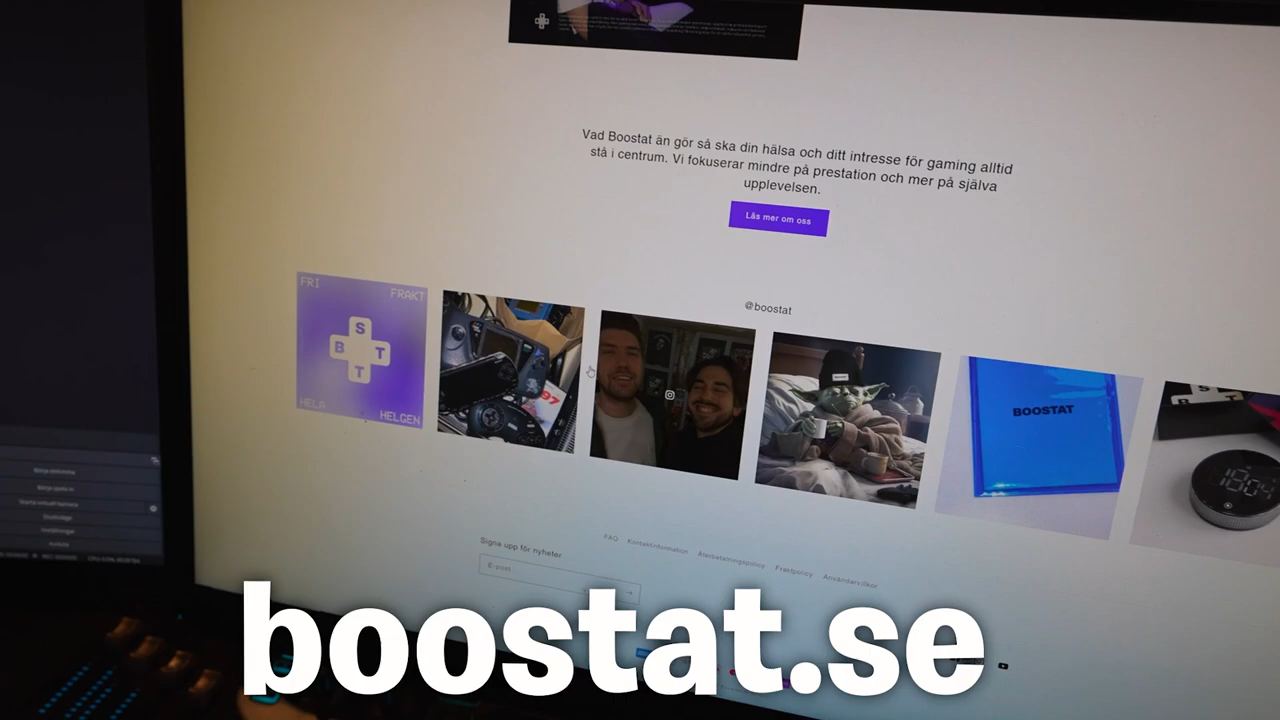 Vad Boostat än gör så ska din hälsa och ditt intresse för gaming alltid
stå i centrum. Vi fokuserar mindre på prestation och mer på själva
upplevelsen.
Läs mer om oss
@boostat
FRI
FRAKT
S
B T
T
HELA
HELGEN
97
BOOSTAT
Signa upp för nyheter
E-post
FAQ Kontaktinformation Återbetalningspolicy Fraktpolicy Användarvillkor
boostat.se